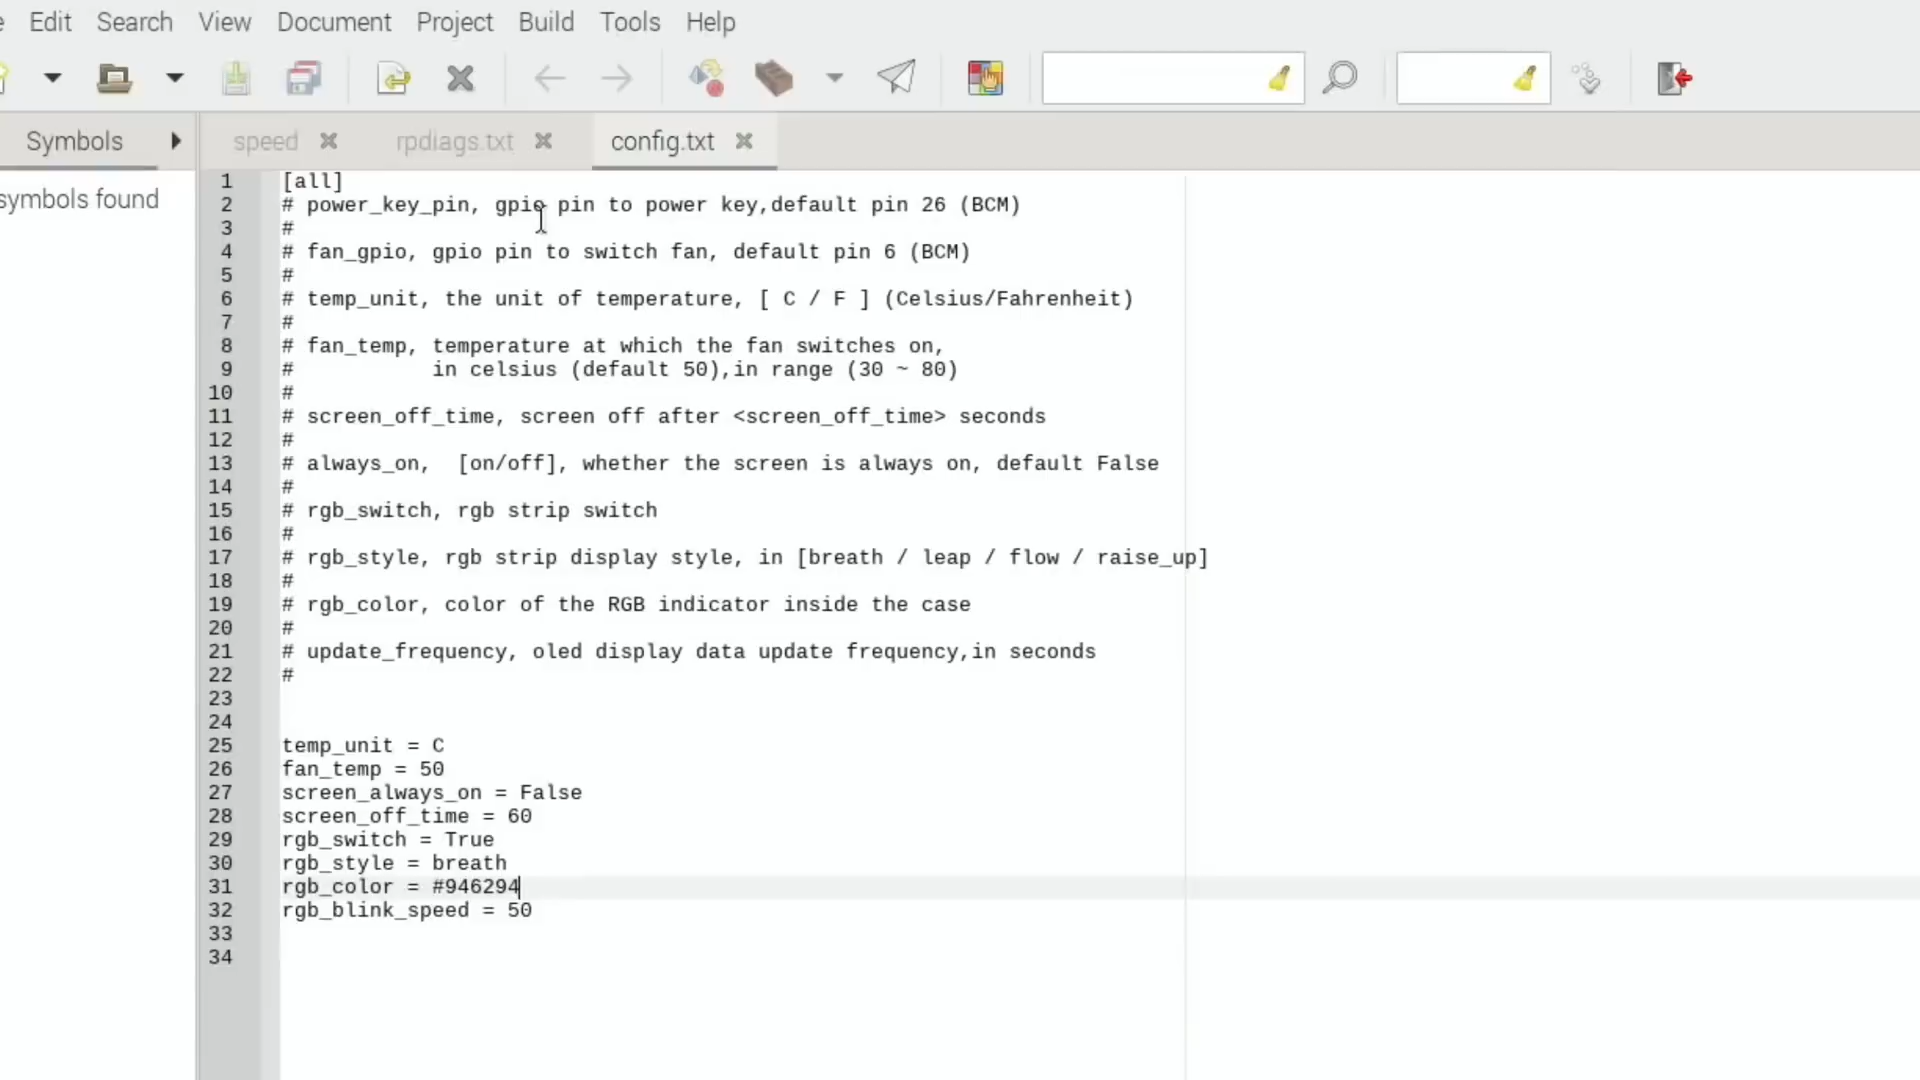 Edit Search View Document Project Build Tools Help
Symbols speed rpdiags.txt config.txt
symbols found
1 [all]
2 # power_key_pin, gpio pin to power key,default pin 26 (BCM)
3 #
4 # fan_gpio, gpio pin to switch fan, default pin 6 (BCM)
5 #
6 # temp_unit, the unit of temperature, [ C / F ] (Celsius/Fahrenheit)
7 #
8 # fan_temp, temperature at which the fan switches on,
9 #           in celsius (default 50),in range (30 ~ 80)
10 #
11 # screen_off_time, screen off after <screen_off_time> seconds
12 #
13 # always_on,  [on/off], whether the screen is always on, default False
14 #
15 # rgb_switch, rgb strip switch
16 #
17 # rgb_style, rgb strip display style, in [breath / leap / flow / raise_up]
18 #
19 # rgb_color, color of the RGB indicator inside the case
20 #
21 # update_frequency, oled display data update frequency,in seconds
22 #
23
24
25 temp_unit = C
26 fan_temp = 50
27 screen_always_on = False
28 screen_off_time = 60
29 rgb_switch = True
30 rgb_style = breath
31 rgb_color = #946294
32 rgb_blink_speed = 50
33
34